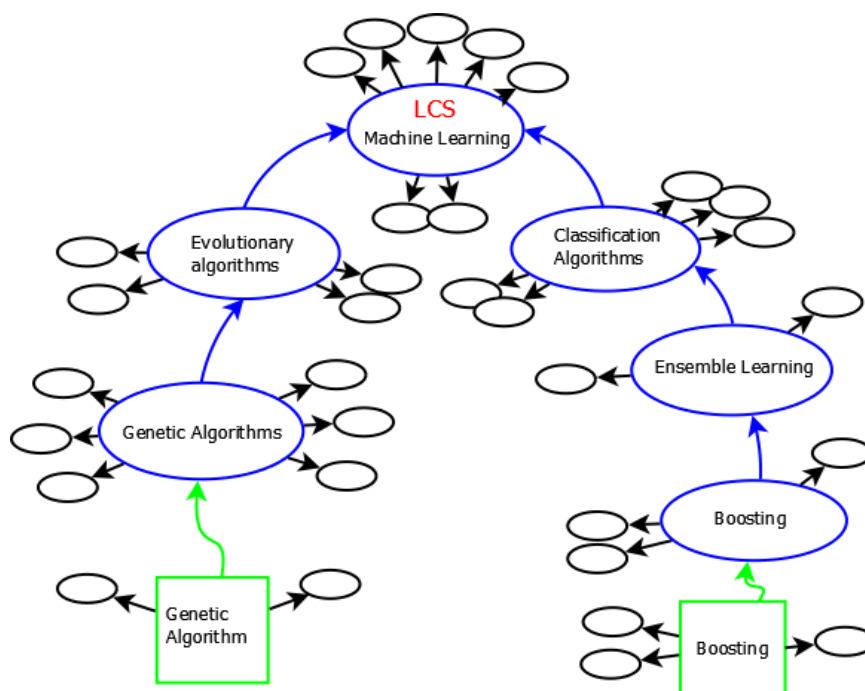 LCS
Machine Learning
Evolutionary
algorithms
Classification
Algorithms
Ensemble Learning
Genetic Algorithms
Boosting
Genetic
Algorithm
Boosting